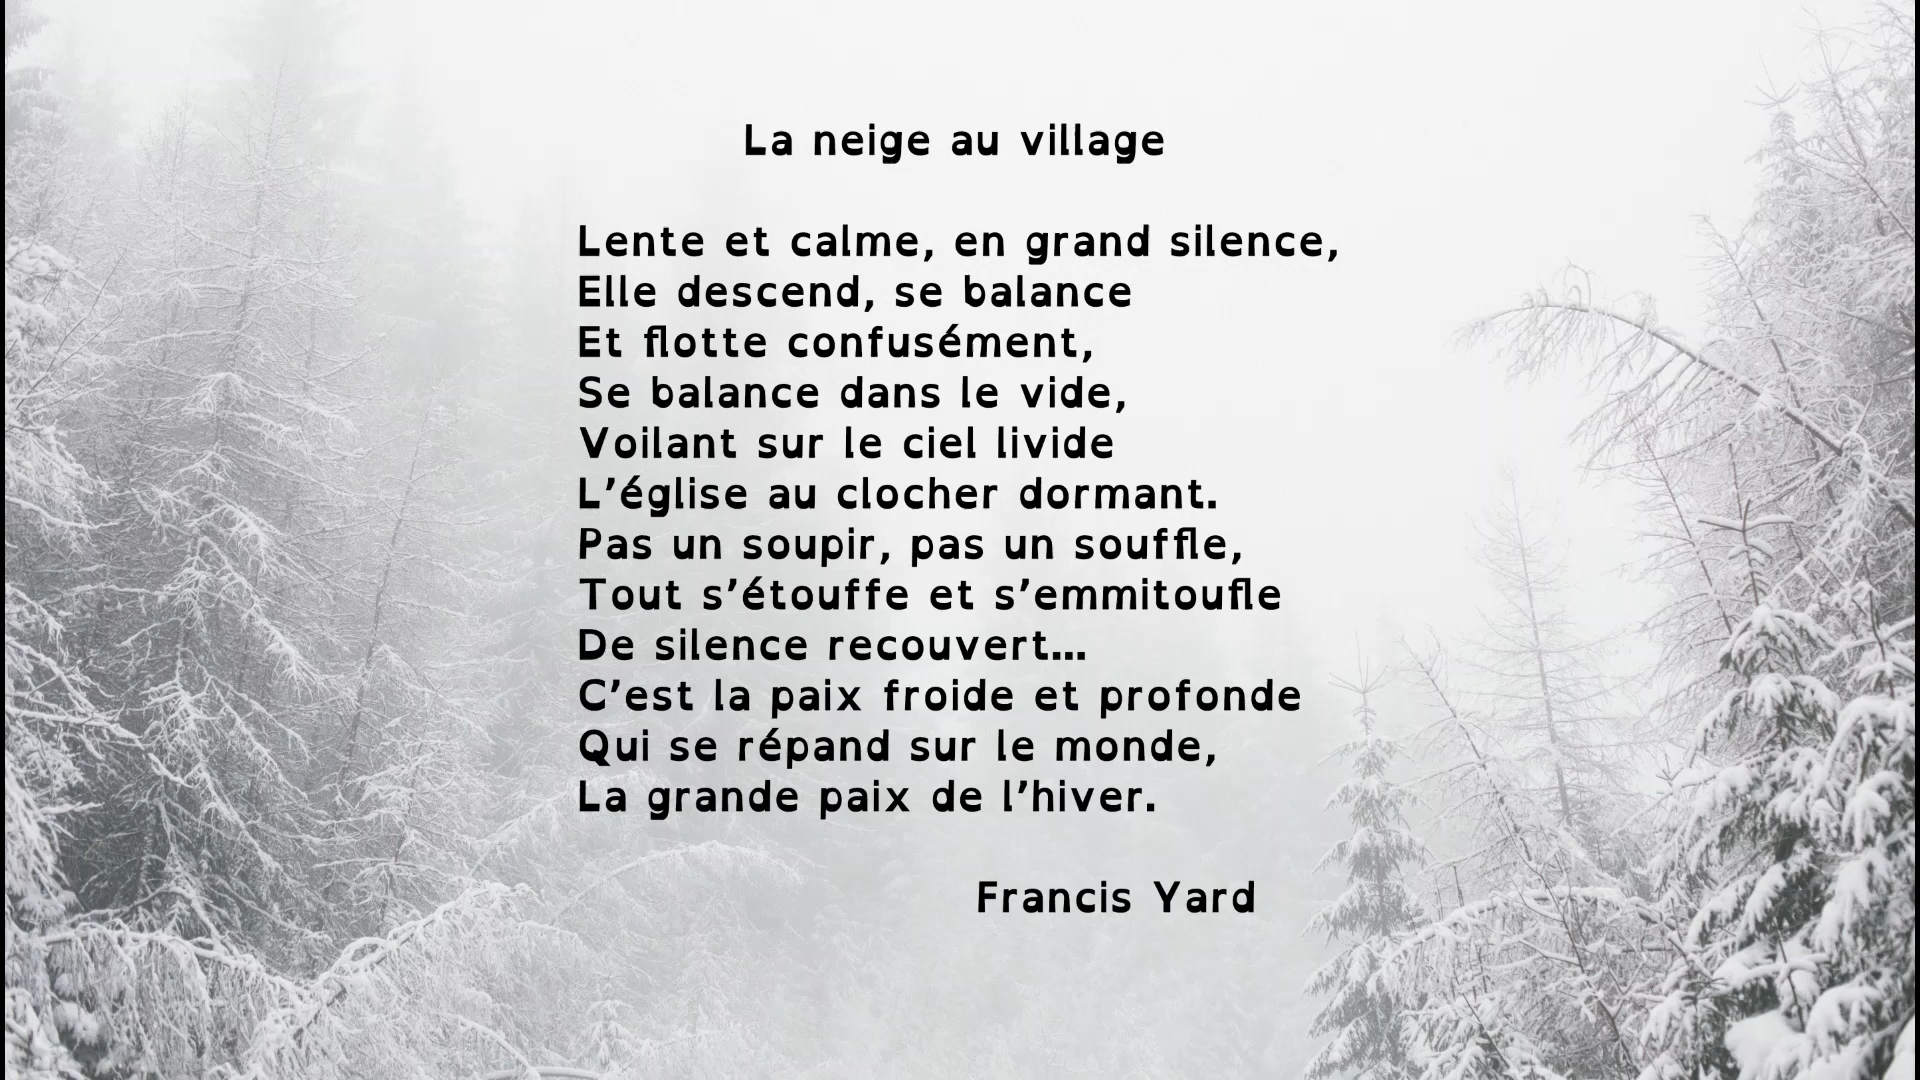 La neige au village
Lente et calme, en grand silence,
Elle descend, se balance
Et flotte confusément,
Se balance dans le vide,
Voilant sur le ciel livide
L’église au clocher dormant.
Pas un soupir, pas un souffle,
Tout s’étouffe et s’emmitoufle
De silence recouvert...
C’est la paix froide et profonde
Qui se répand sur le monde,
La grande paix de l’hiver.
Francis Yard